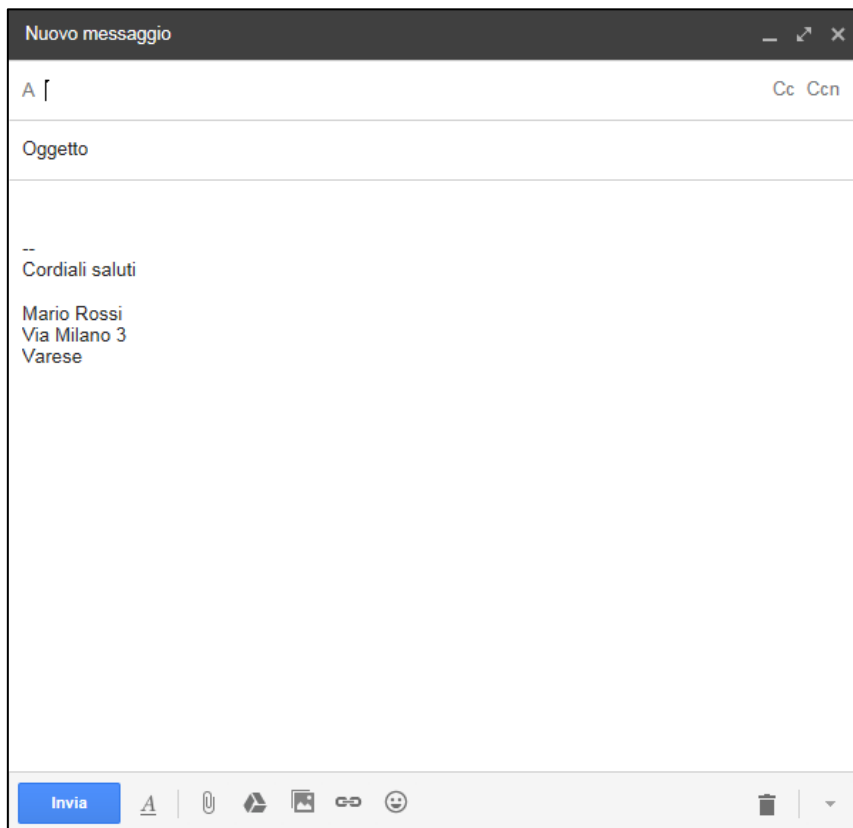 Nuovo messaggio
A Cc Ccn
Oggetto
--
Cordiali saluti
Mario Rossi
Via Milano 3
Varese
Invia A